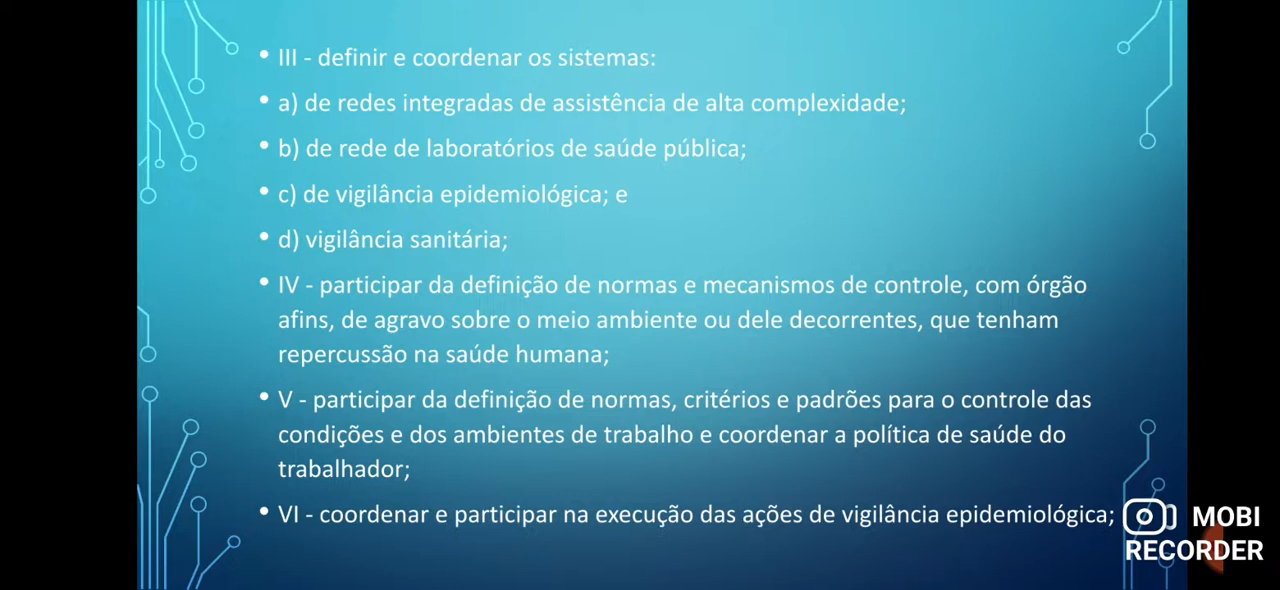 • III - definir e coordenar os sistemas:
• a) de redes integradas de assistência de alta complexidade;
• b) de rede de laboratórios de saúde pública;
• c) de vigilância epidemiológica; e
• d) vigilância sanitária;
• IV - participar da definição de normas e mecanismos de controle, com órgão
afins, de agravo sobre o meio ambiente ou dele decorrentes, que tenham
repercussão na saúde humana;
• V - participar da definição de normas, critérios e padrões para o controle das
condições e dos ambientes de trabalho e coordenar a política de saúde do
trabalhador;
• VI - coordenar e participar na execução das ações de vigilância epidemiológica;
MOBI
RECORDER